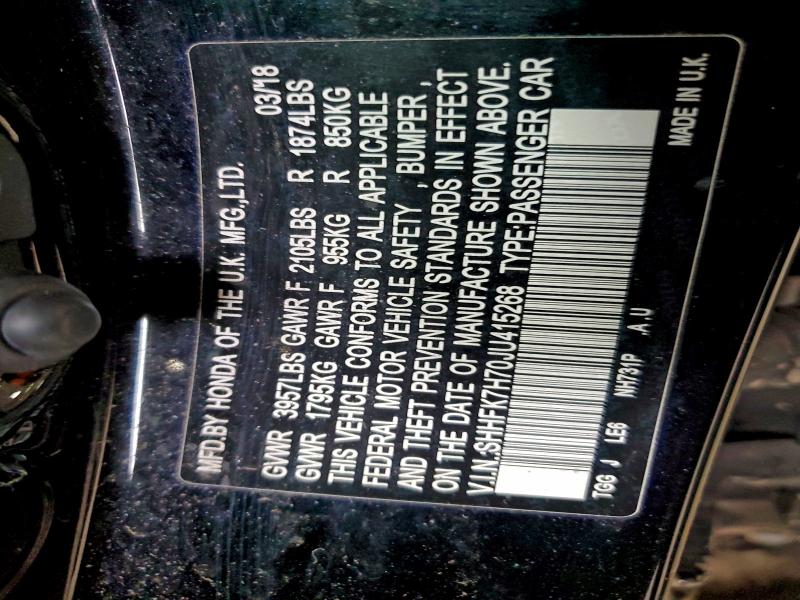 MFD.BY HONDA OF THE U.K. MFG.,LTD.
03/18
GVWR 3957LBS GAWR F 2105LBS R 1874LBS
GVWR 1795KG GAWR F 955KG R 850KG
THIS VEHICLE CONFORMS TO ALL APPLICABLE
FEDERAL MOTOR VEHICLE SAFETY , BUMPER ,
AND THEFT PREVENTION STANDARDS IN EFFECT
ON THE DATE OF MANUFACTURE SHOWN ABOVE.
V.I.N.:SHHFK7H70JU415268 TYPE:PASSENGER CAR
TGG J LE6 NH731P A J MADE IN U.K.